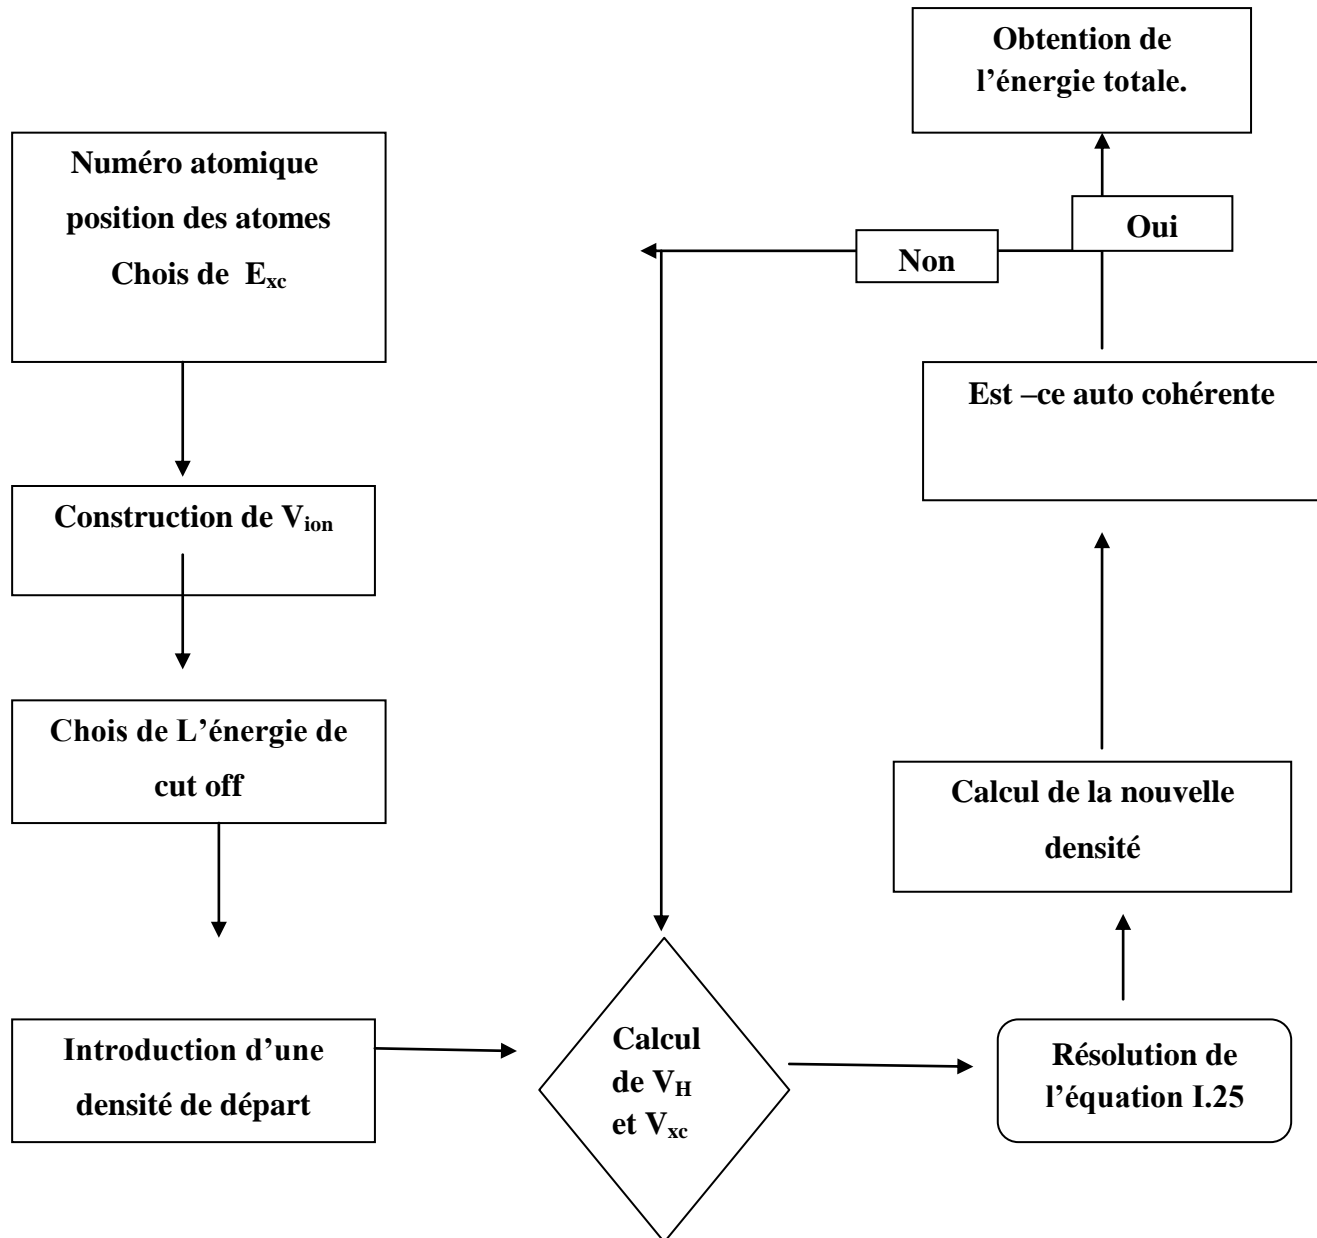 Numéro atomique
position des atomes
Chois de E_xc
Construction de V_ion
Chois de L’énergie de
cut off
Introduction d’une
densité de départ
Calcul
de V_H
et V_xc
Résolution de
l’équation I.25
Calcul de la nouvelle
densité
Est –ce auto cohérente
Non
Oui
Obtention de
l’énergie totale.